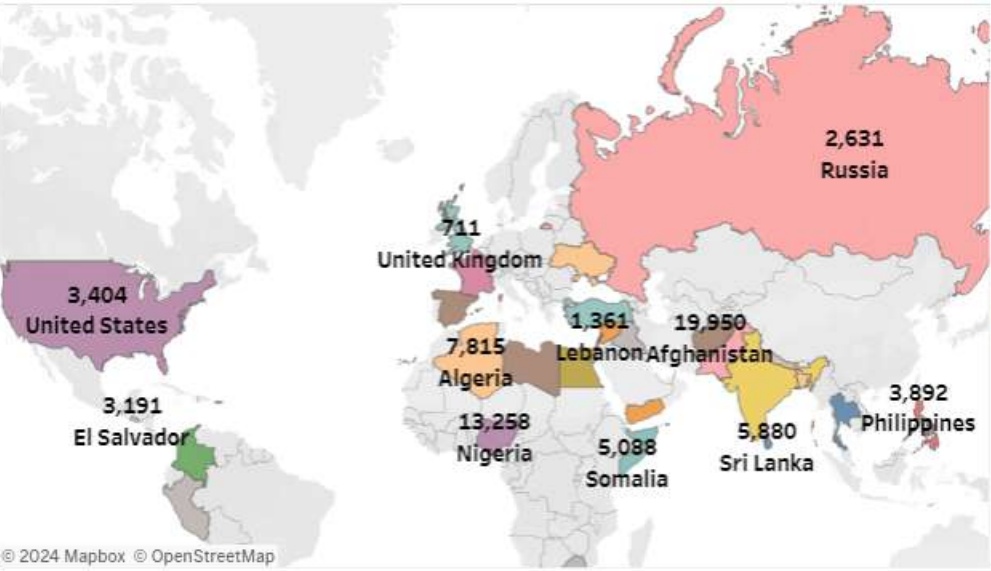 2,631
Russia
711
United Kingdom
3,404
United States
1,361
Lebanon
19,950
Afghanistan
7,815
Algeria
3,191
El Salvador
3,892
Philippines
13,258
Nigeria
5,088
Somalia
5,880
Sri Lanka
© 2024 Mapbox © OpenStreetMap